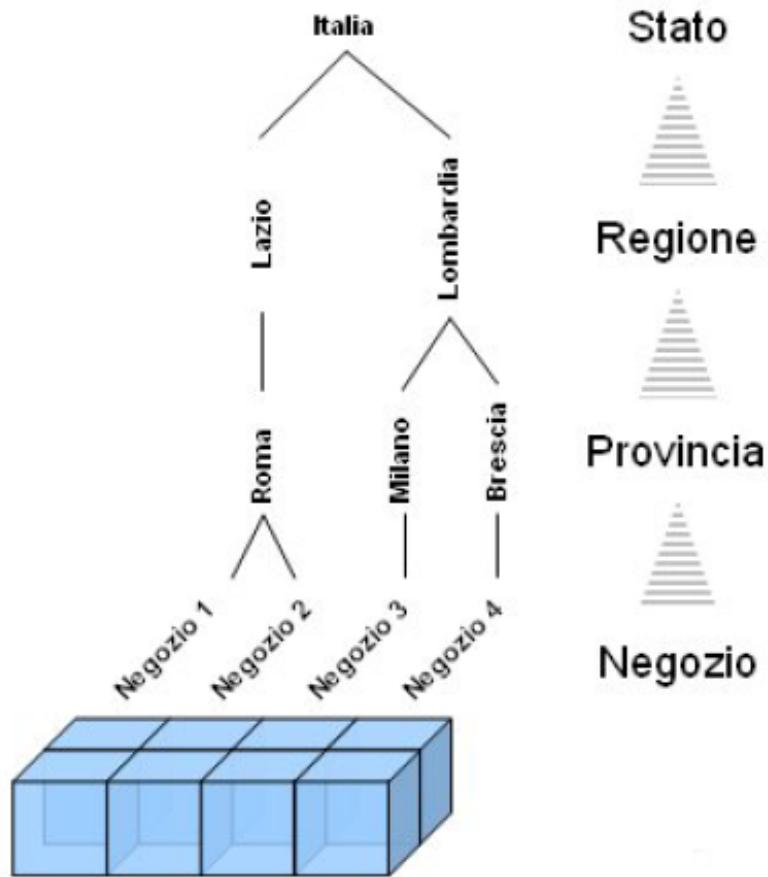 Italia
Stato
Lazio
Lombardia
Regione
Roma
Milano
Brescia
Provincia
Negozio 1
Negozio 2
Negozio 3
Negozio 4
Negozio